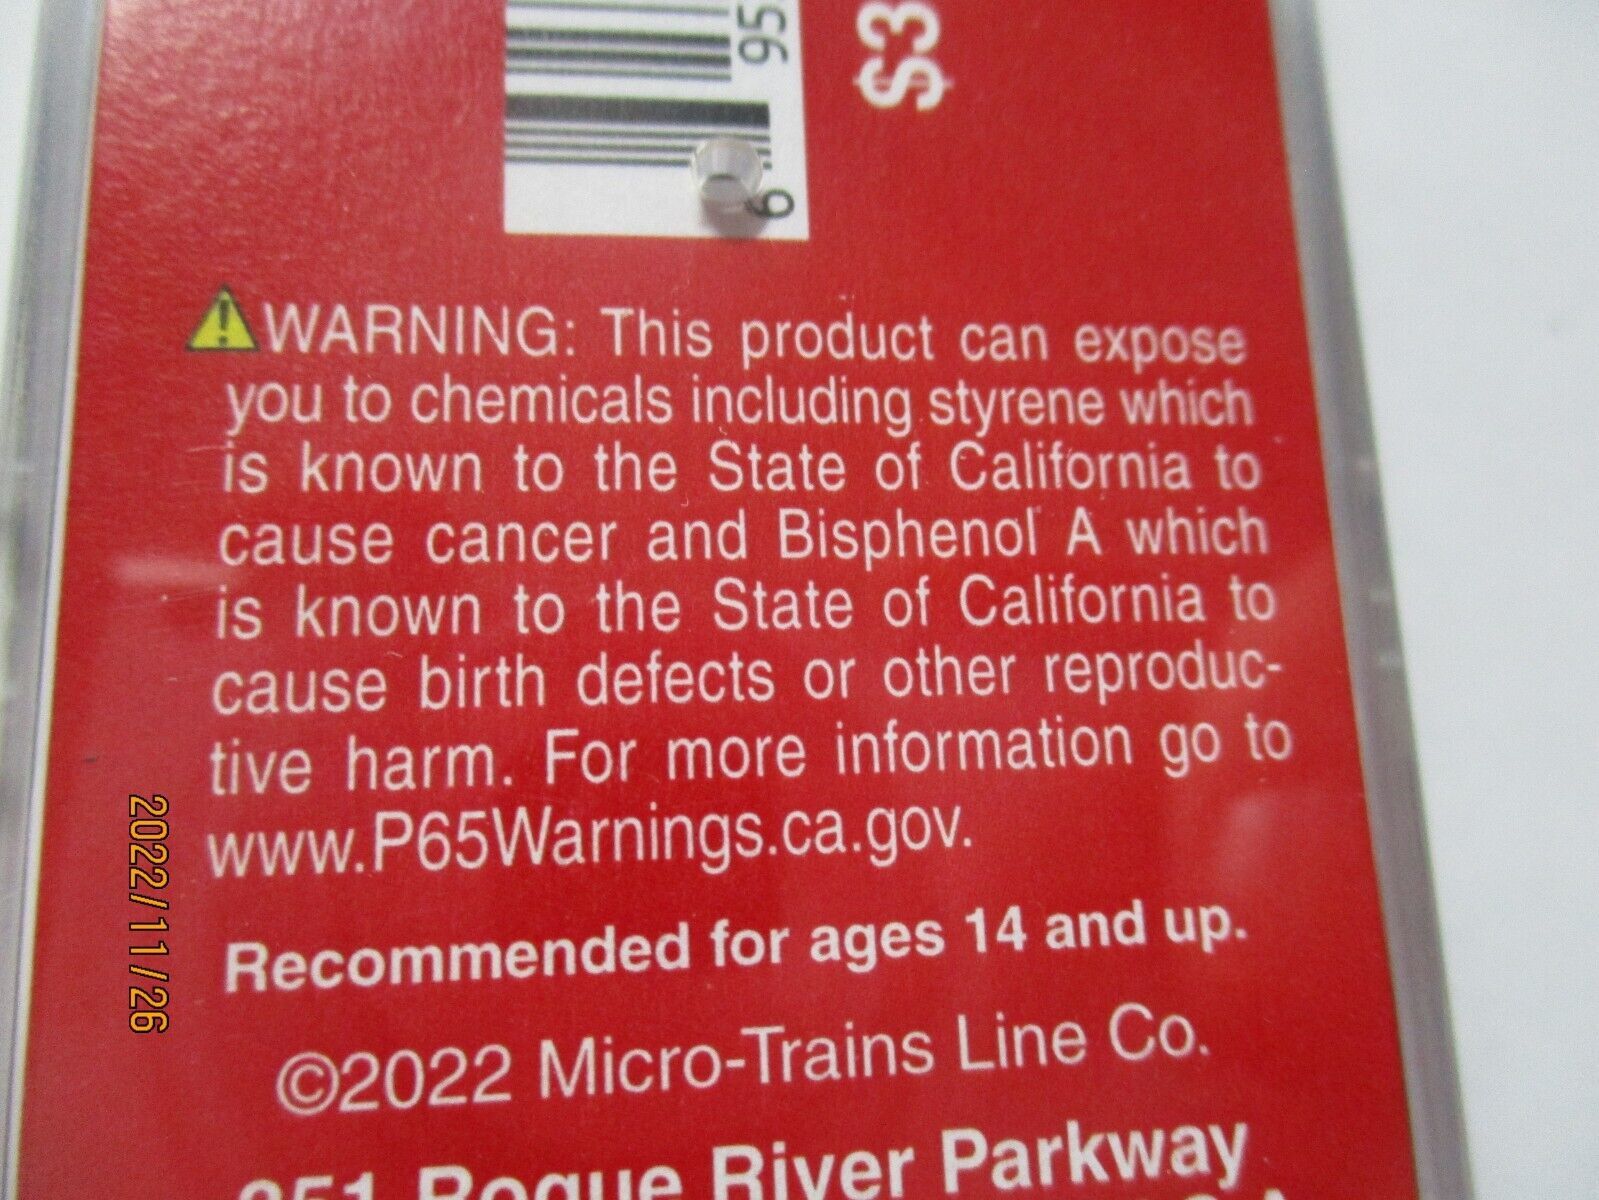 95
$3
6
WARNING: This product can expose
you to chemicals including styrene which
is known to the State of California to
cause cancer and Bisphenol A which
is known to the State of California to
cause birth defects or other reproduc-
tive harm. For more information go to
www.P65Warnings.ca.gov.
Recommended for ages 14 and up.
©2022 Micro-Trains Line Co.
351 Rogue River Parkway
2022/11/26